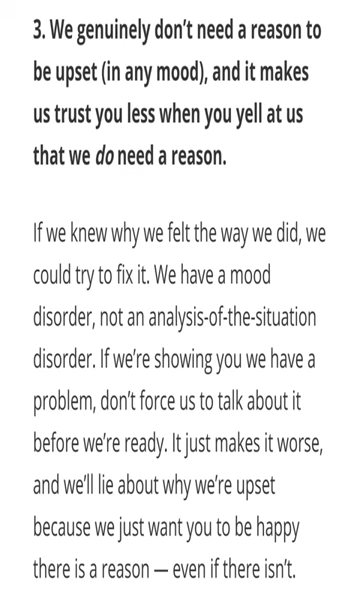 3. We genuinely don't need a reason to
be upset (in any mood), and it makes
us trust you less when you yell at us
that we do need a reason.
If we knew why we felt the way we did, we
could try to fix it. We have a mood
disorder, not an analysis-of-the-situation
disorder. If we're showing you we have a
problem, don't force us to talk about it
before we're ready. It just makes it worse,
and we'll lie about why we're upset
because we just want you to be happy
there is a reason — even if there isn't.